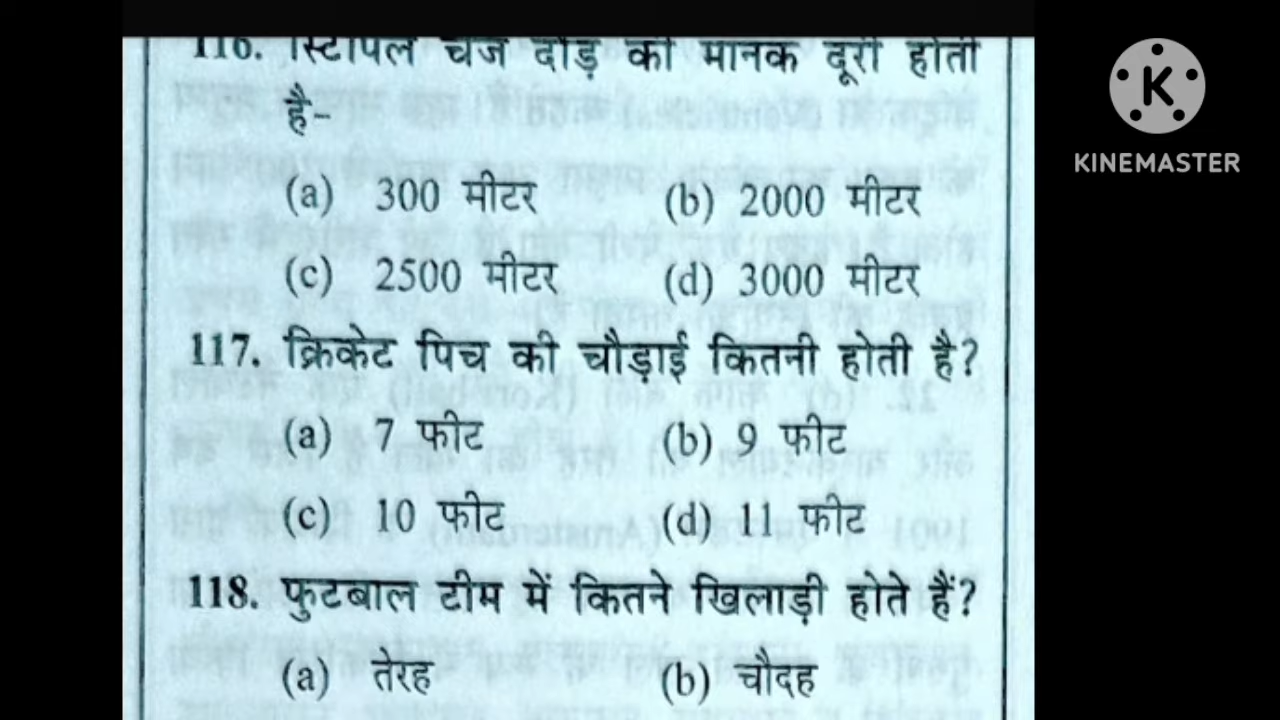 116. स्टीपल चेज दौड़ की मानक दूरी होती
है-
(a) 300 मीटर (b) 2000 मीटर
(c) 2500 मीटर (d) 3000 मीटर
117. क्रिकेट पिच की चौड़ाई कितनी होती है?
(a) 7 फीट (b) 9 फीट
(c) 10 फीट (d) 11 फीट
118. फुटबाल टीम में कितने खिलाड़ी होते हैं?
(a) तेरह (b) चौदह
K
KINEMASTER